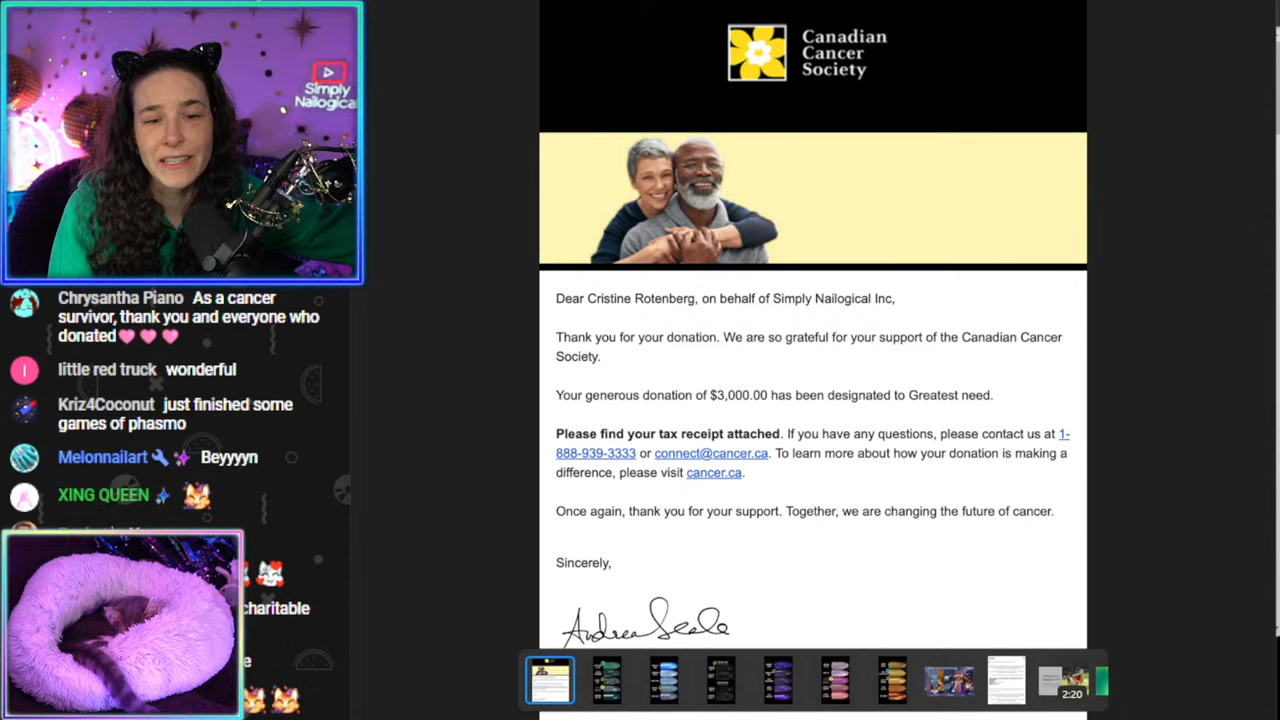 Simply
Nailogical
Chrysantha Piano As a cancer
survivor, thank you and everyone who
donated
little red truck wonderful
Kriz4Coconut just finished some
games of phasmo
Melonnailart Beyyyyn
XING QUEEN
charitable
Canadian
Cancer
Society
Dear Cristine Rotenberg, on behalf of Simply Nailogical Inc,
Thank you for your donation. We are so grateful for your support of the Canadian Cancer
Society.
Your generous donation of $3,000.00 has been designated to Greatest need.
Please find your tax receipt attached. If you have any questions, please contact us at 1-
888-939-3333 or connect@cancer.ca. To learn more about how your donation is making a
difference, please visit cancer.ca.
Once again, thank you for your support. Together, we are changing the future of cancer.
Sincerely,
Andrea Seale
2:20